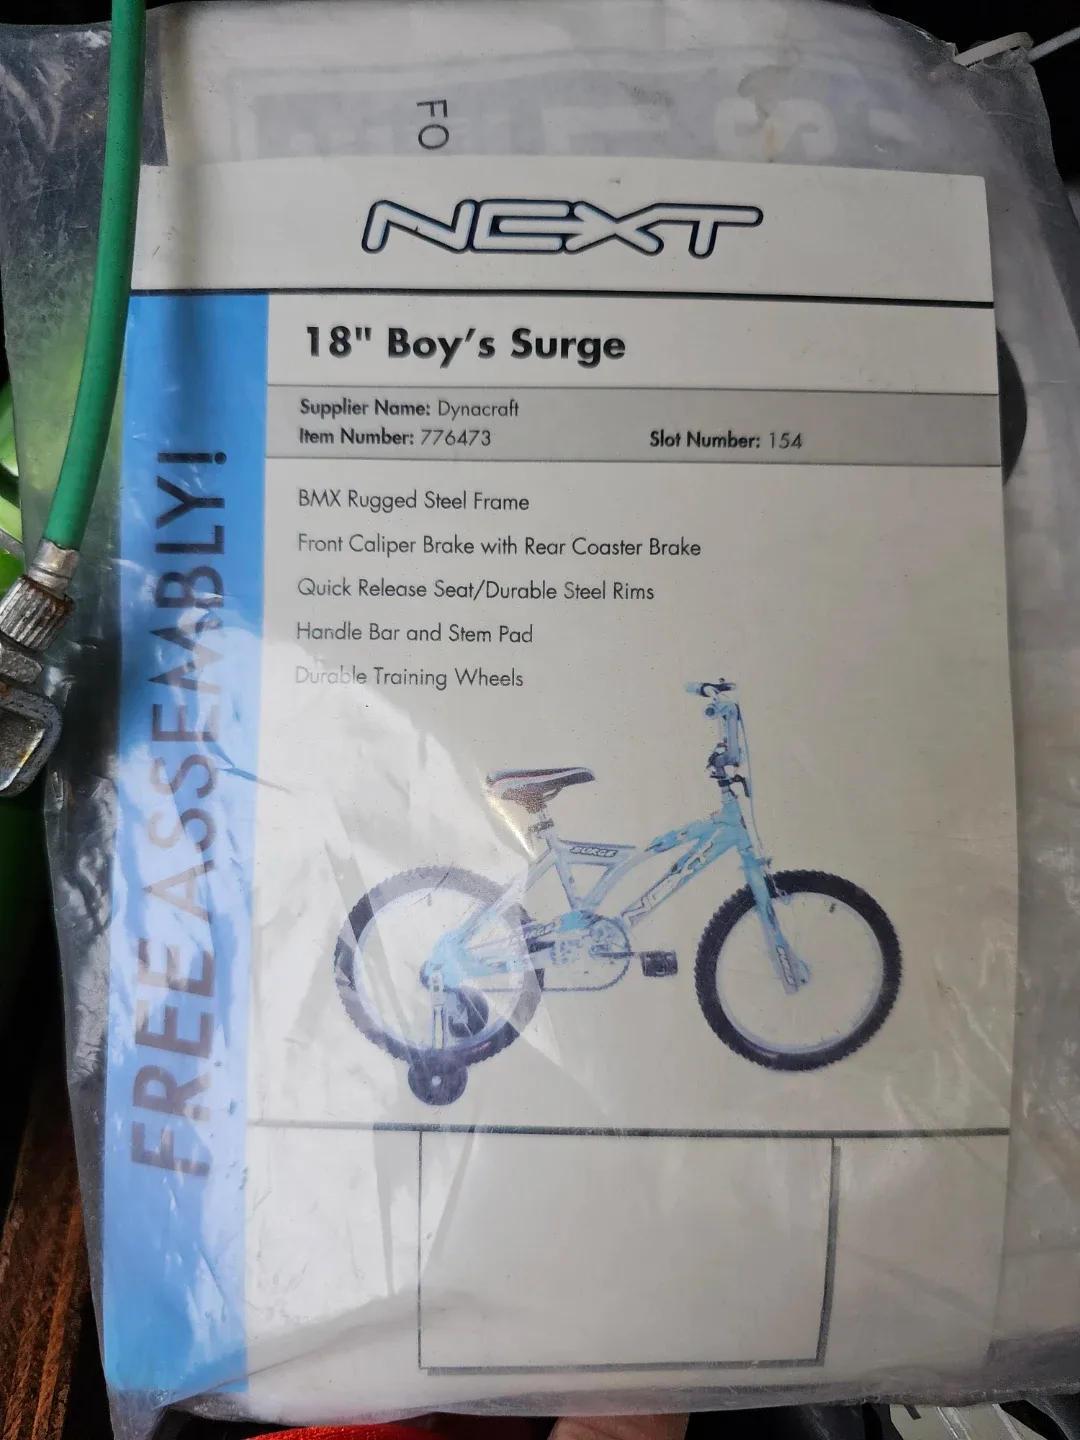 FO
NEXT
18" Boy's Surge
Supplier Name: Dynacraft
Item Number: 776473 Slot Number: 154
BMX Rugged Steel Frame
Front Caliper Brake with Rear Coaster Brake
Quick Release Seat/Durable Steel Rims
Handle Bar and Stem Pad
Durable Training Wheels
FREE ASSEMBLY!
SURGE